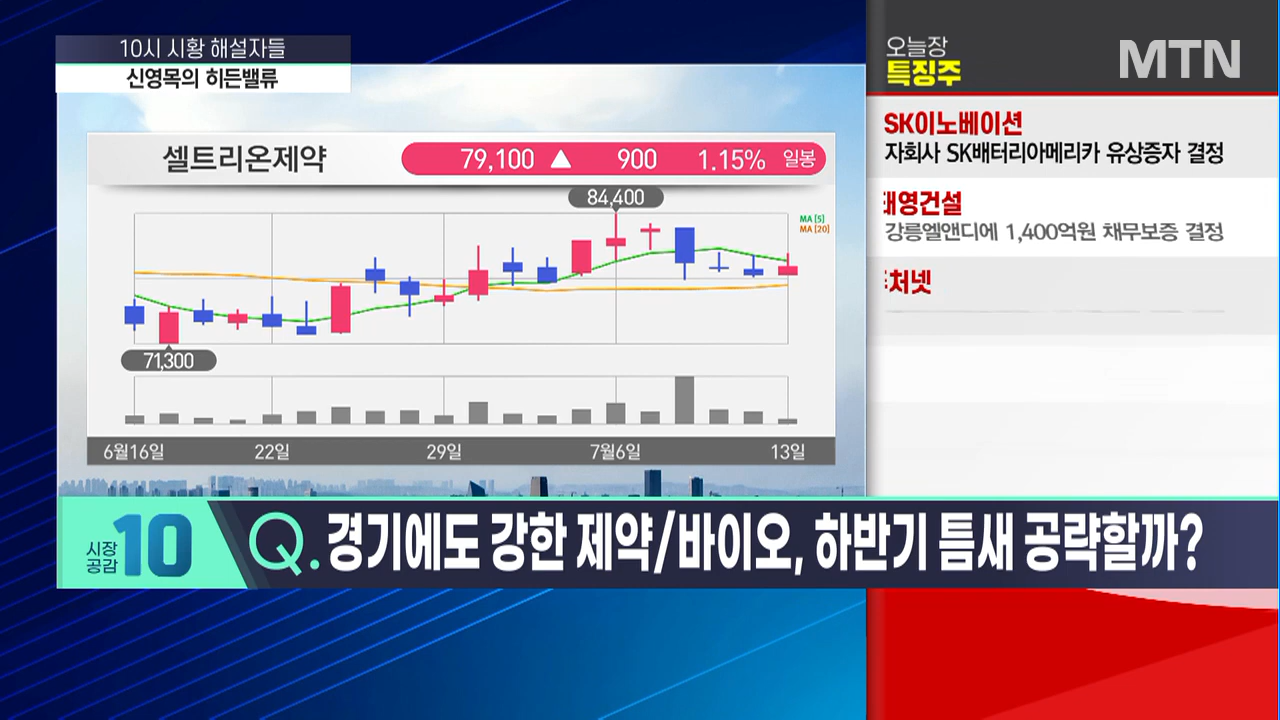 10시 시황 해설자들
신영목의 히든밸류
셀트리온제약
79,100 ▲ 900 1.15% 일봉
84,400
MA [5]
MA [20]
71,300
6월16일 22일 29일 7월6일 13일
시장
공감
10
Q. 경기에도 강한 제약/바이오, 하반기 틈새 공략할까?
오늘장
특징주
MTN
SK이노베이션
자회사 SK배터리아메리카 유상증자 결정
태영건설
강릉엘앤디에 1,400억원 채무보증 결정